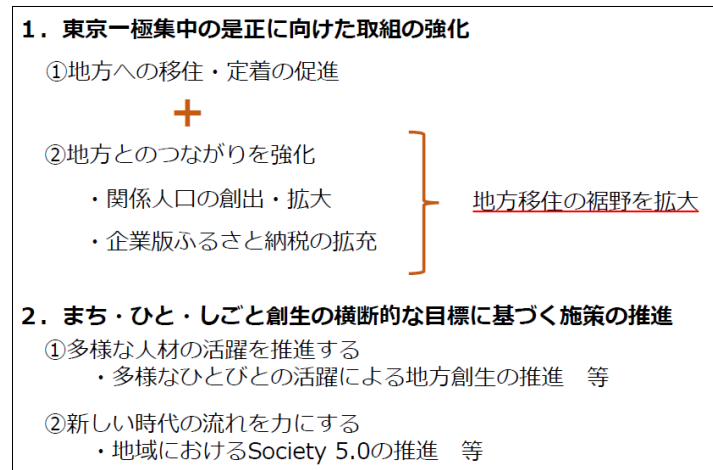 １．東京一極集中の是正に向けた取組の強化
①地方への移住・定着の促進
＋
②地方とのつながりを強化
・関係人口の創出・拡大
地方移住の裾野を拡大
・企業版ふるさと納税の拡充
２．まち・ひと・しごと創生の横断的な目標に基づく施策の推進
①多様な人材の活躍を推進する
・多様なひとびとの活躍による地方創生の推進　等
②新しい時代の流れを力にする
・地域におけるSociety 5.0の推進　等